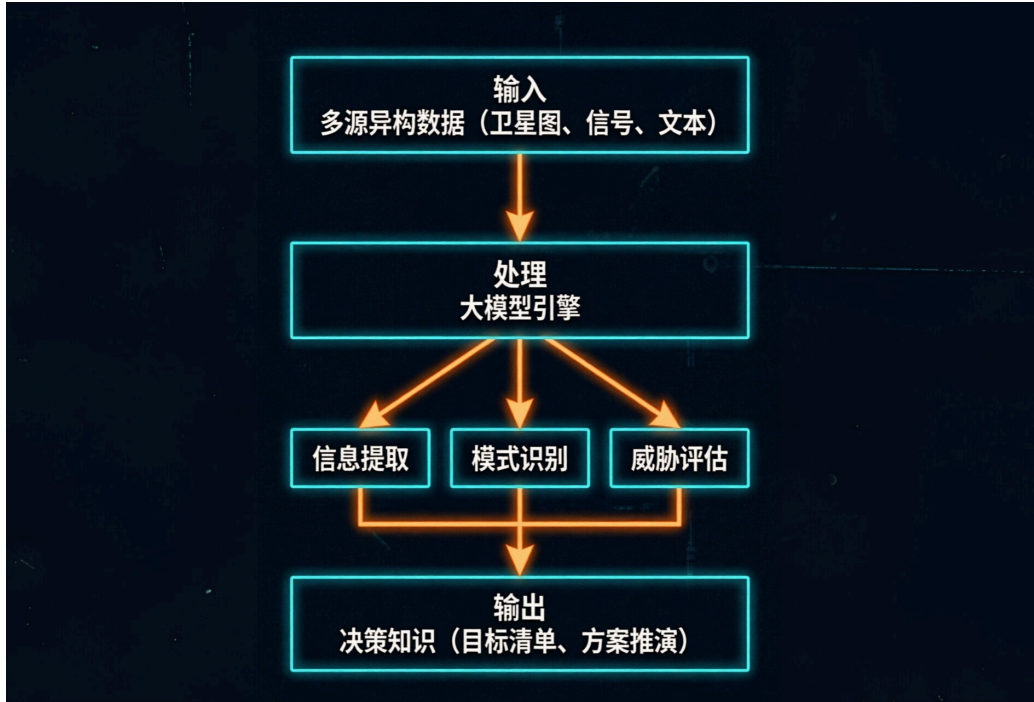 输入
多源异构数据（卫星图、信号、文本）
处理
大模型引擎
信息提取
模式识别
威胁评估
输出
决策知识（目标清单、方案推演）